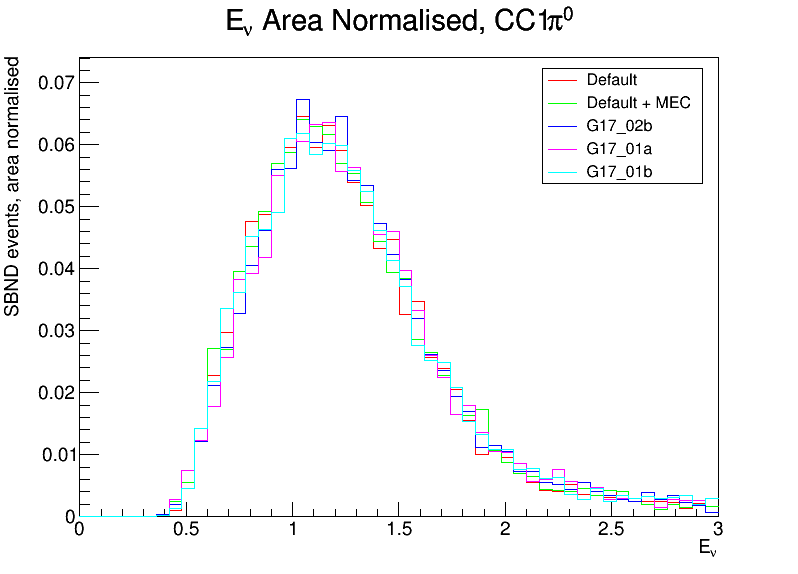 Eν Area Normalised, CC1π⁰
SBND events, area normalised
0.07
0.06
0.05
0.04
0.03
0.02
0.01
0
Default
Default + MEC
G17_02b
G17_01a
G17_01b
0 0.5 1 1.5 2 2.5 3
Eν